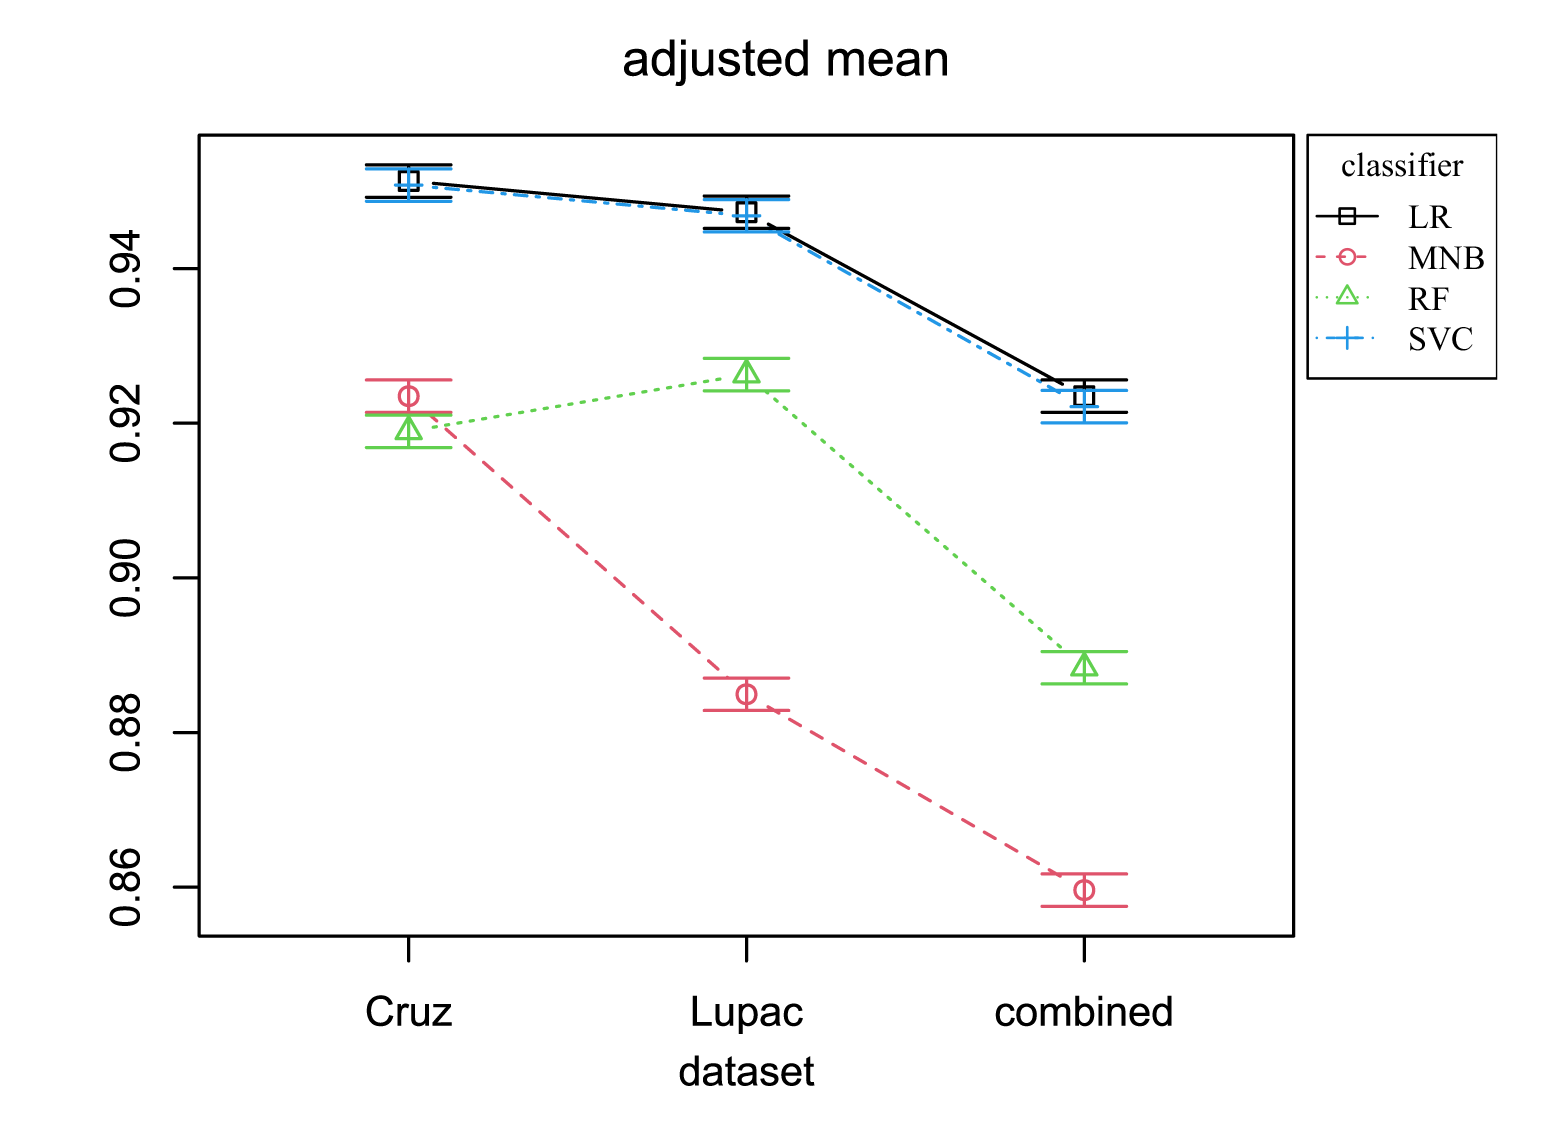 adjusted mean
classifier
LR
MNB
RF
SVC
0.94
0.92
0.90
0.88
0.86
Cruz
Lupac
combined
dataset